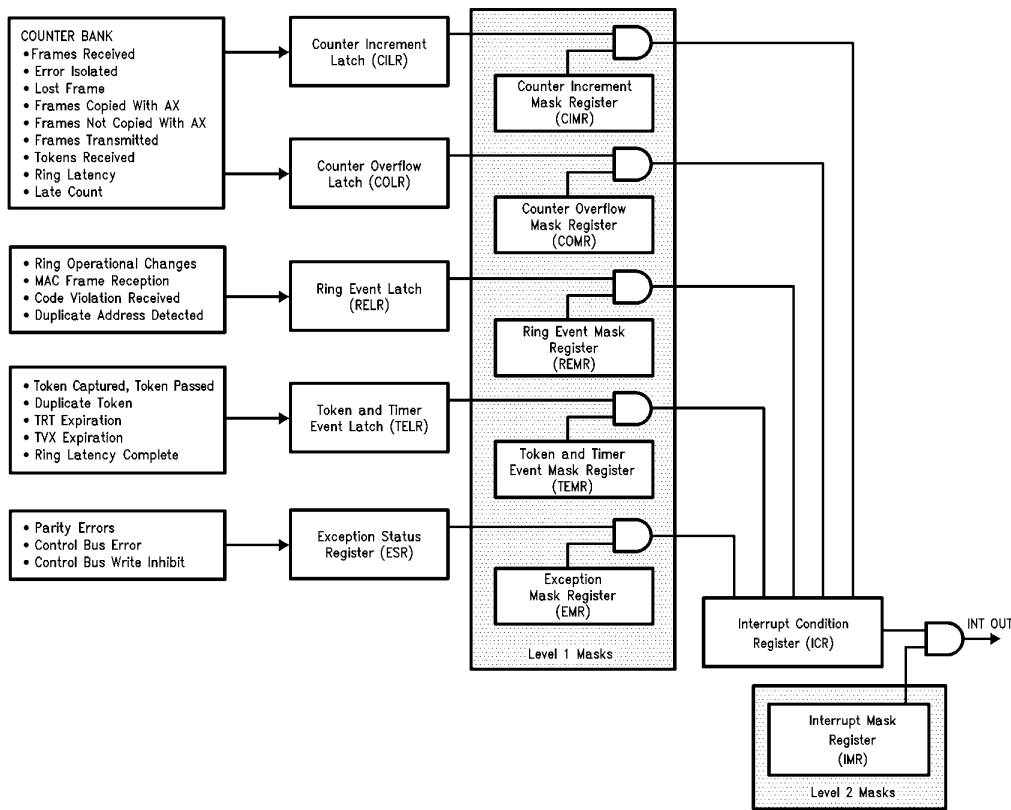 COUNTER BANK
• Frames Received
• Error Isolated
• Lost Frame
• Frames Copied With AX
• Frames Not Copied With AX
• Frames Transmitted
• Tokens Received
• Ring Latency
• Late Count
Counter Increment
Latch (CILR)
Counter Increment
Mask Register
(CIMR)
Counter Overflow
Latch (COLR)
Counter Overflow
Mask Register
(COMR)
• Ring Operational Changes
• MAC Frame Reception
• Code Violation Received
• Duplicate Address Detected
Ring Event Latch
(RELR)
Ring Event Mask
Register
(REMR)
• Token Captured, Token Passed
• Duplicate Token
• TRT Expiration
• TVX Expiration
• Ring Latency Complete
Token and Timer
Event Latch (TELR)
Token and Timer
Event Mask Register
(TEMR)
• Parity Errors
• Control Bus Error
• Control Bus Write Inhibit
Exception Status
Register (ESR)
Exception
Mask Register
(EMR)
Level 1 Masks
Interrupt Condition
Register (ICR)
INT OUT
Interrupt Mask
Register
(IMR)
Level 2 Masks